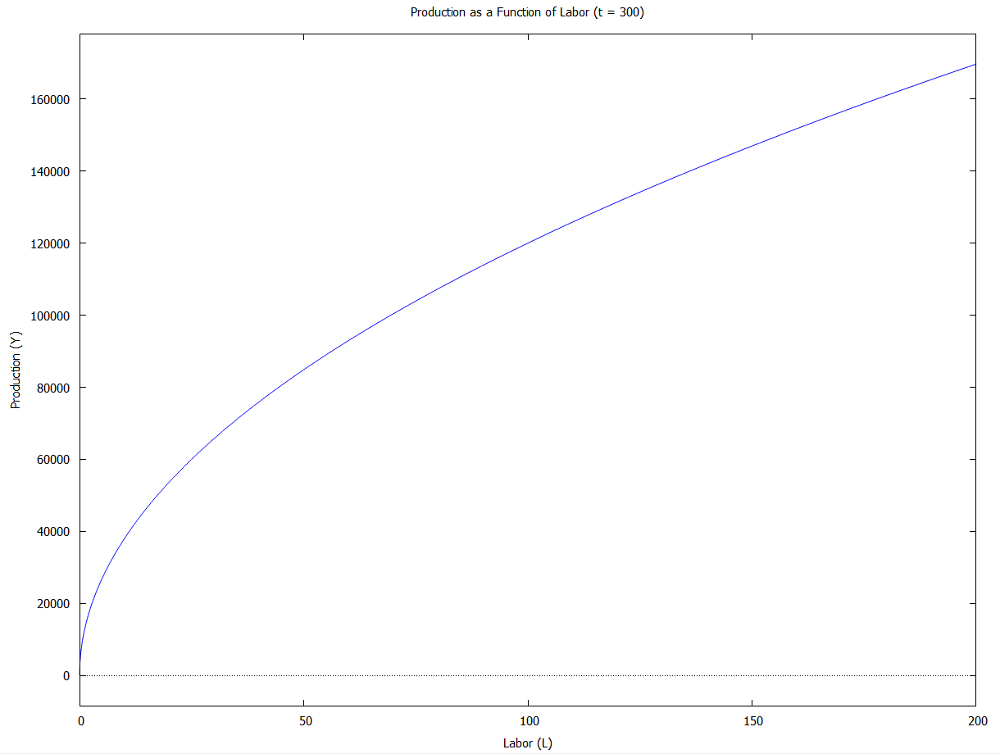 Production as a Function of Labor (t = 300)
160000
140000
120000
100000
80000
60000
40000
20000
0
Production (Y)
0 50 100 150 200
Labor (L)